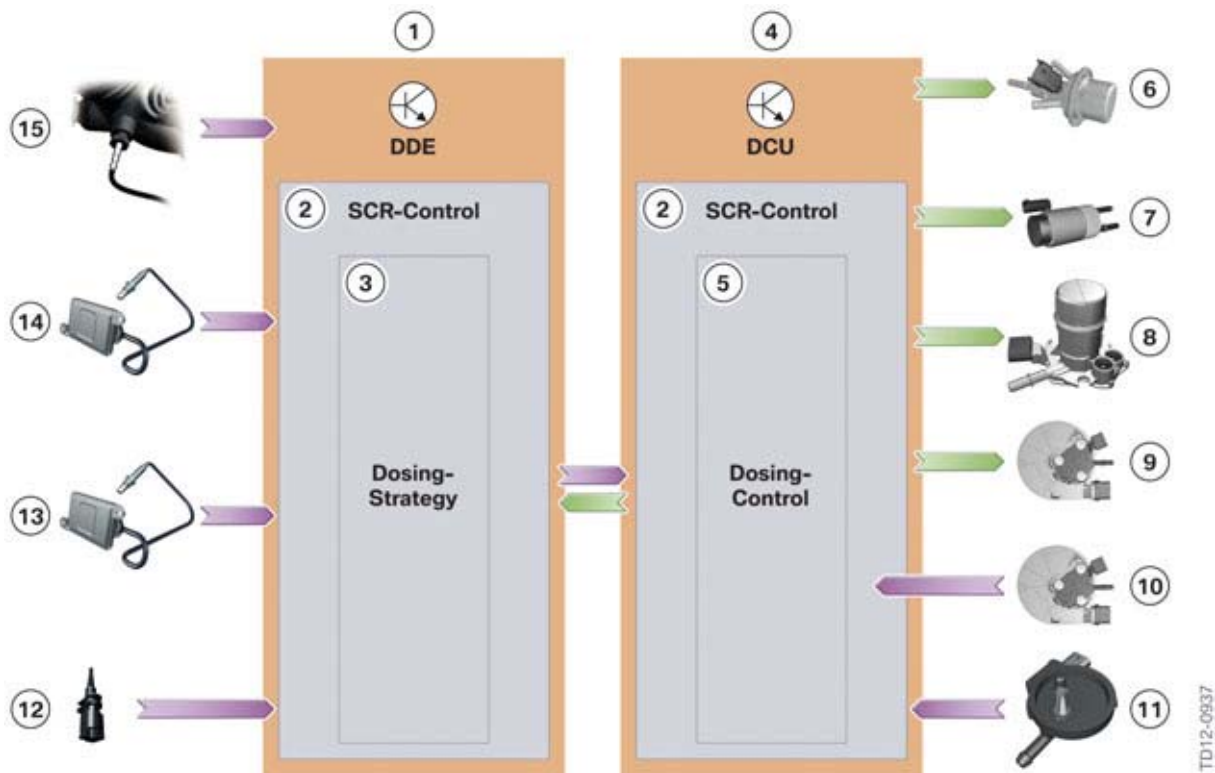 1
4
DDE
DCU
15
6
2
SCR-Control
2
SCR-Control
7
3
5
14
8
Dosing-
Strategy
Dosing-
Control
9
13
10
12
11
TD12-0937